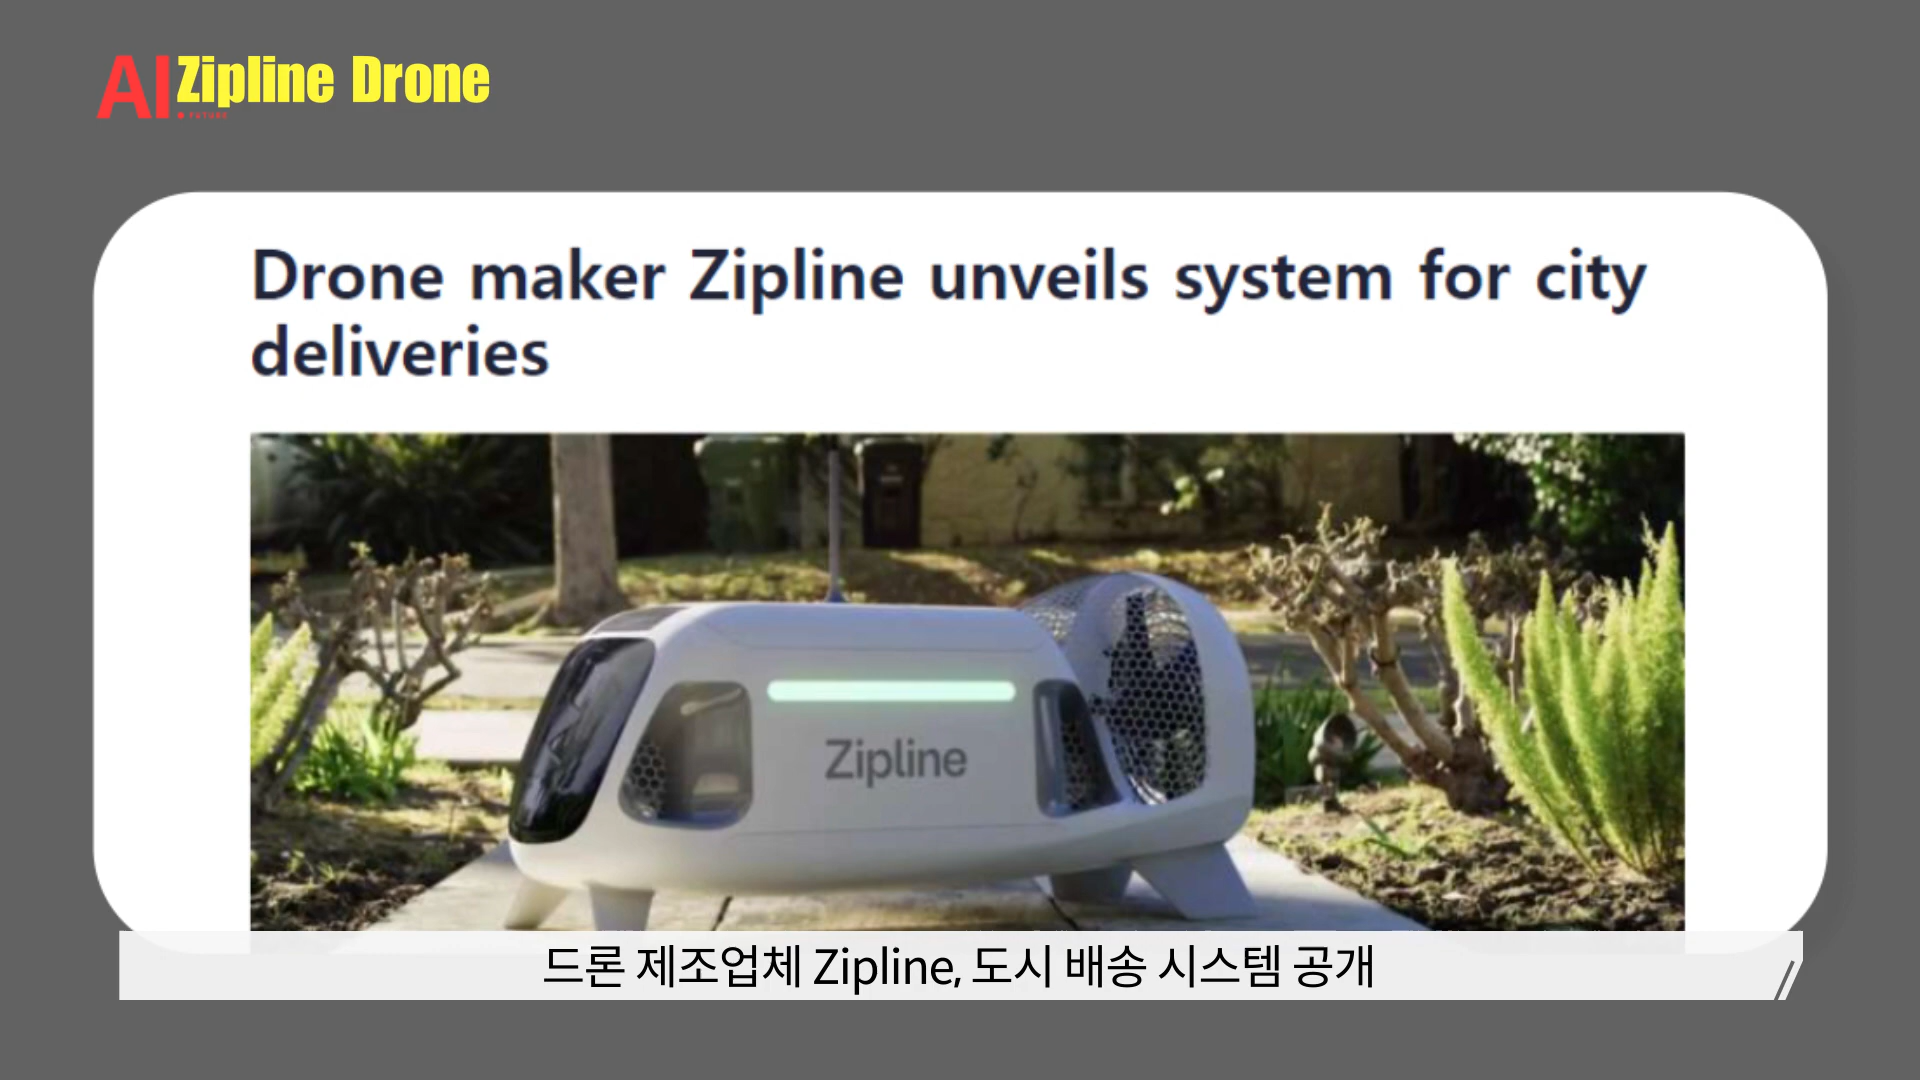 AI Zipline Drone
FUTURE
Drone maker Zipline unveils system for city
deliveries
Zipline
드론 제조업체 Zipline, 도시 배송 시스템 공개